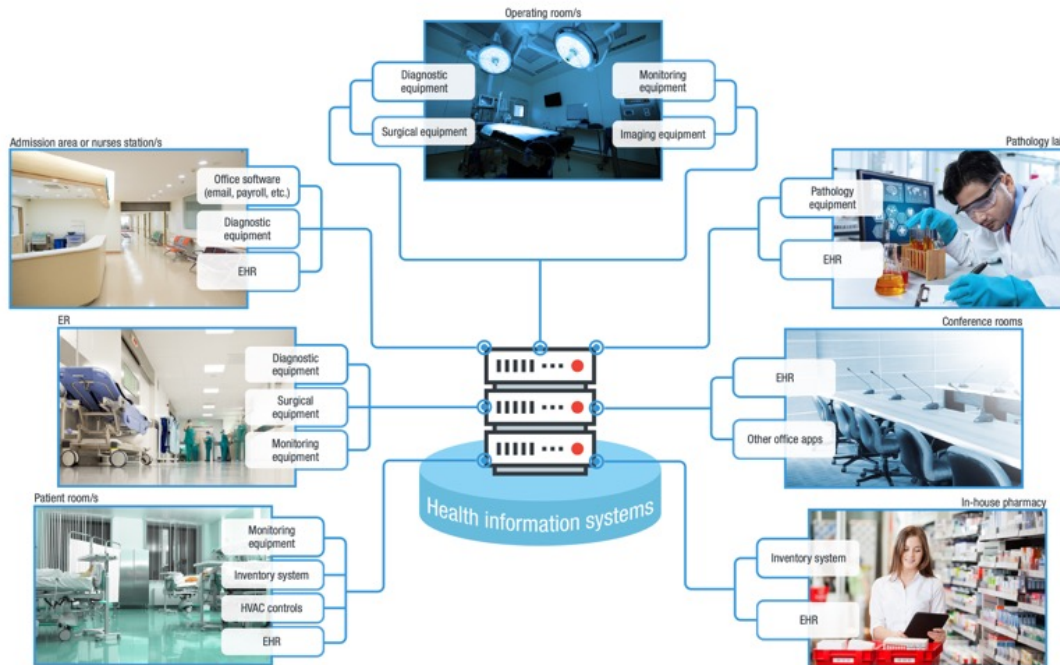 Operating room/s
Diagnostic
equipment
Surgical equipment
Monitoring
equipment
Imaging equipment
Admission area or nurses station/s
Office software
(email, payroll, etc.)
Diagnostic
equipment
EHR
Pathology la
Pathology
equipment
EHR
ER
Diagnostic
equipment
Surgical
equipment
Monitoring
equipment
Conference rooms
EHR
Other office apps
Patient room/s
Monitoring
equipment
Inventory system
HVAC controls
EHR
In-house pharmacy
Inventory system
EHR
Health information systems